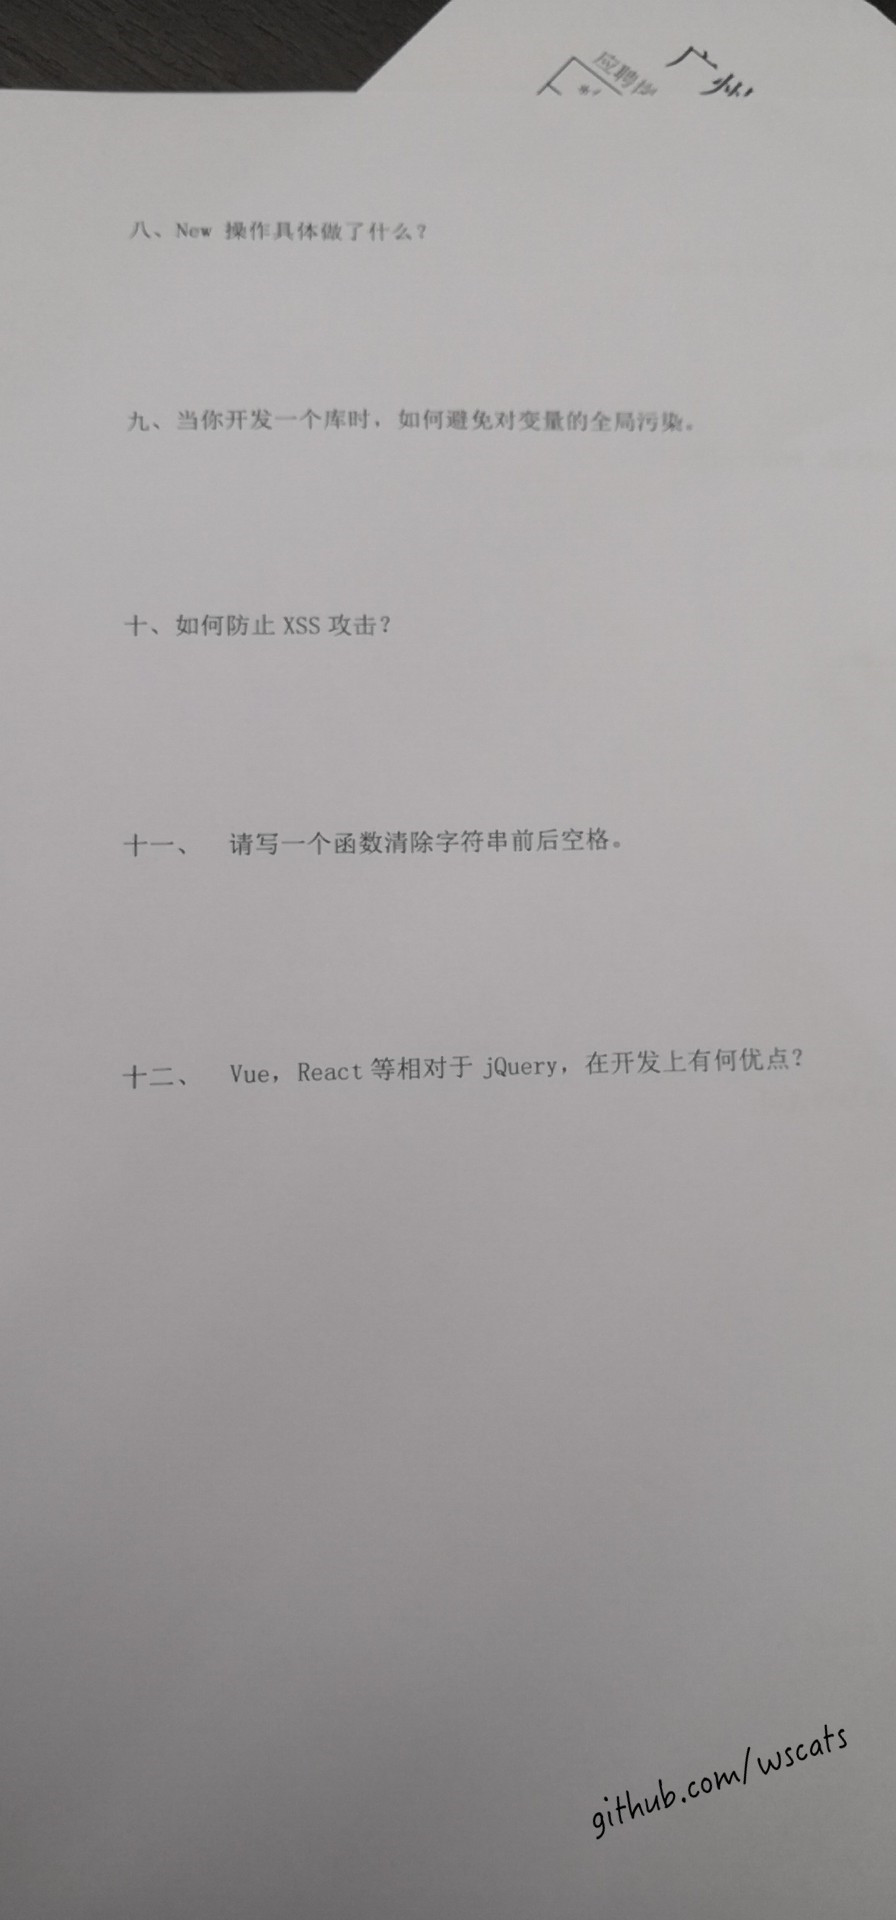 应聘
广州
八、New 操作具体做了什么?
九、当你开发一个库时，如何避免对变量的全局污染。
十、如何防止 XSS 攻击?
十一、 请写一个函数清除字符串前后空格。
十二、 Vue，React 等相对于 jQuery，在开发上有何优点?
github.com/wscats